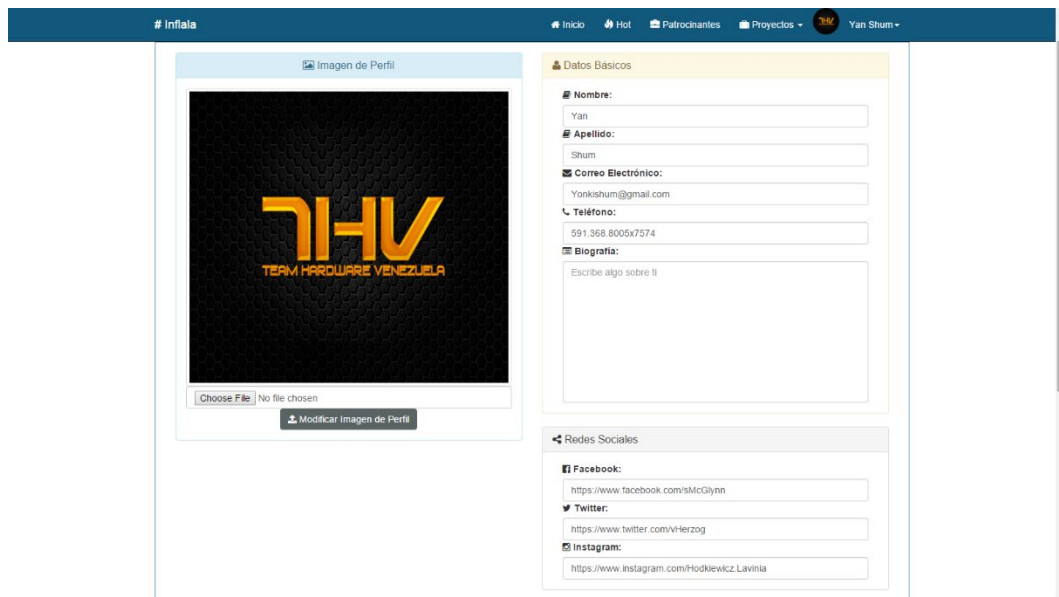 # Inflala
Inicio Hot Patrocinantes Proyectos THV Yan Shum
Imagen de Perfil
THV
TEAM HARDWARE VENEZUELA
Choose File No file chosen
Modificar Imagen de Perfil
Datos Básicos
Nombre:
Yan
Apellido:
Shum
Correo Electrónico:
Yonkishum@gmail.com
Teléfono:
591.368.8005x7574
Biografía:
Escribe algo sobre ti
Redes Sociales
Facebook:
https://www.facebook.com/sMcGlynn
Twitter:
https://www.twitter.com/vHerzog
Instagram:
https://www.instagram.com/Hodkiewicz.Lavinia